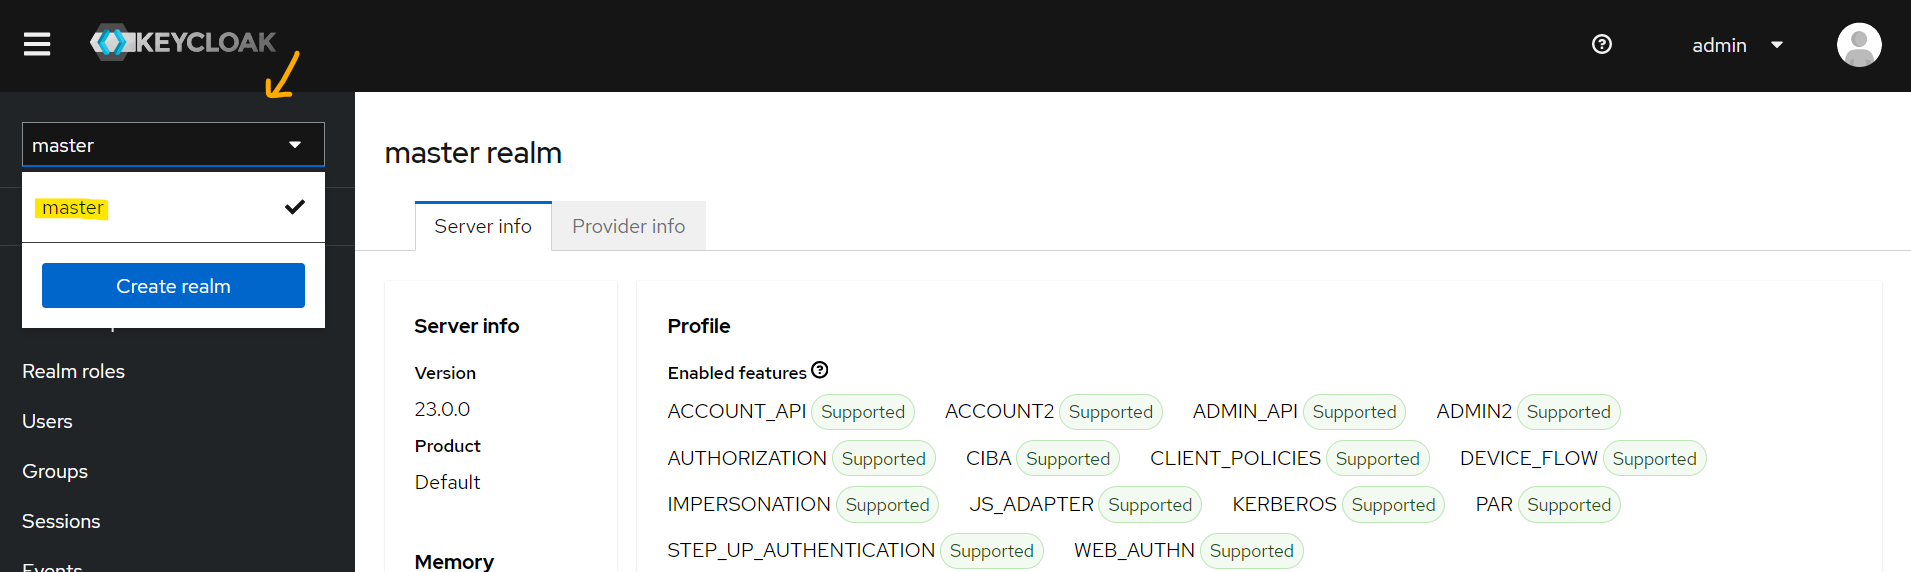 KEYCLOAK
admin
master
master
Create realm
Realm roles
Users
Groups
Sessions
Events
master realm
Server info
Provider info
Server info
Version
23.0.0
Product
Default
Memory
Profile
Enabled features
ACCOUNT_API Supported ACCOUNT2 Supported ADMIN_API Supported ADMIN2 Supported
AUTHORIZATION Supported CIBA Supported CLIENT_POLICIES Supported DEVICE_FLOW Supported
IMPERSONATION Supported JS_ADAPTER Supported KERBEROS Supported PAR Supported
STEP_UP_AUTHENTICATION Supported WEB_AUTHN Supported